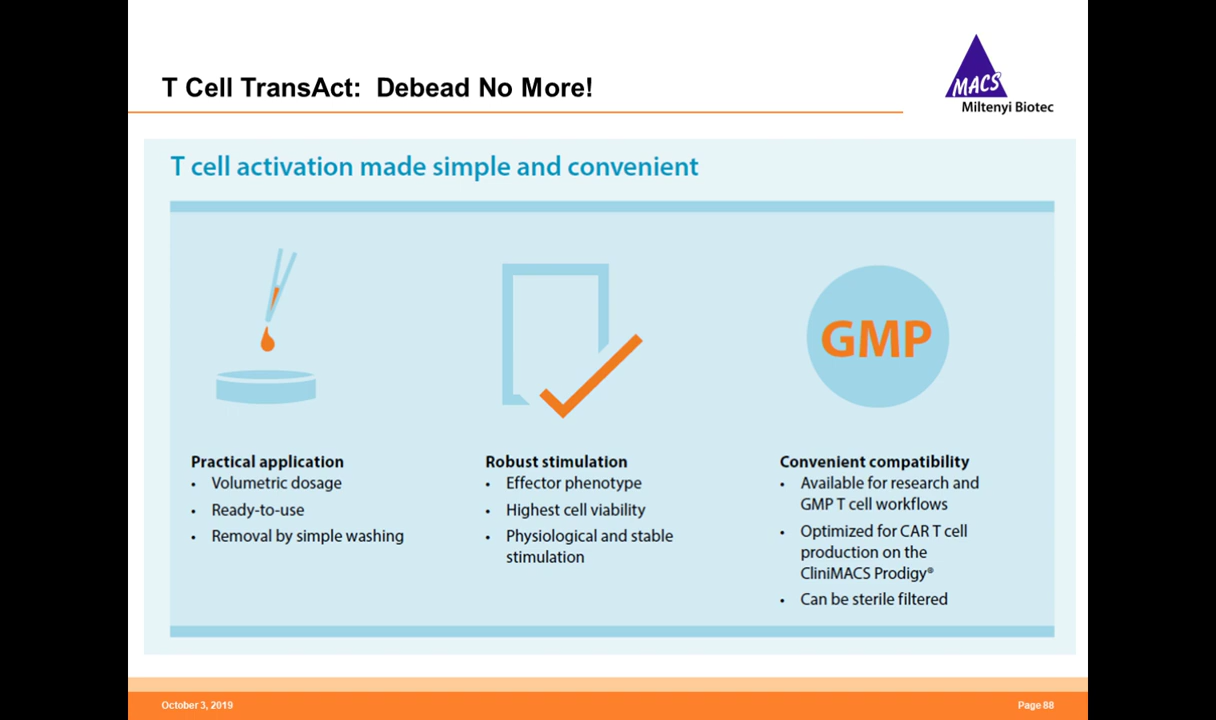 T Cell TransAct: Debead No More!
MACS
Miltenyi Biotec
T cell activation made simple and convenient
GMP
Practical application
• Volumetric dosage
• Ready-to-use
• Removal by simple washing
Robust stimulation
• Effector phenotype
• Highest cell viability
• Physiological and stable
stimulation
Convenient compatibility
• Available for research and
GMP T cell workflows
• Optimized for CAR T cell
production on the
CliniMACS Prodigy®
• Can be sterile filtered
October 3, 2019
Page 88